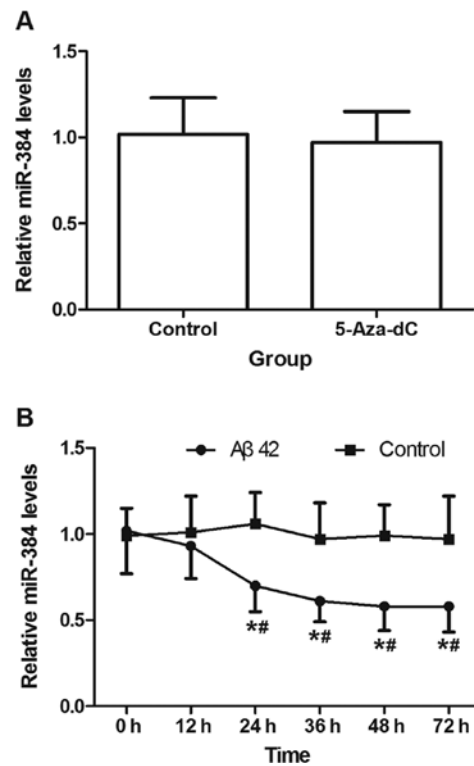 A
Relative miR-384 levels
1.5
1.0
0.5
0.0
Control 5-Aza-dC
Group
B
Aβ 42 Control
Relative miR-384 levels
1.5
1.0
0.5
0.0
*# *# *# *#
0 h 12 h 24 h 36 h 48 h 72 h
Time